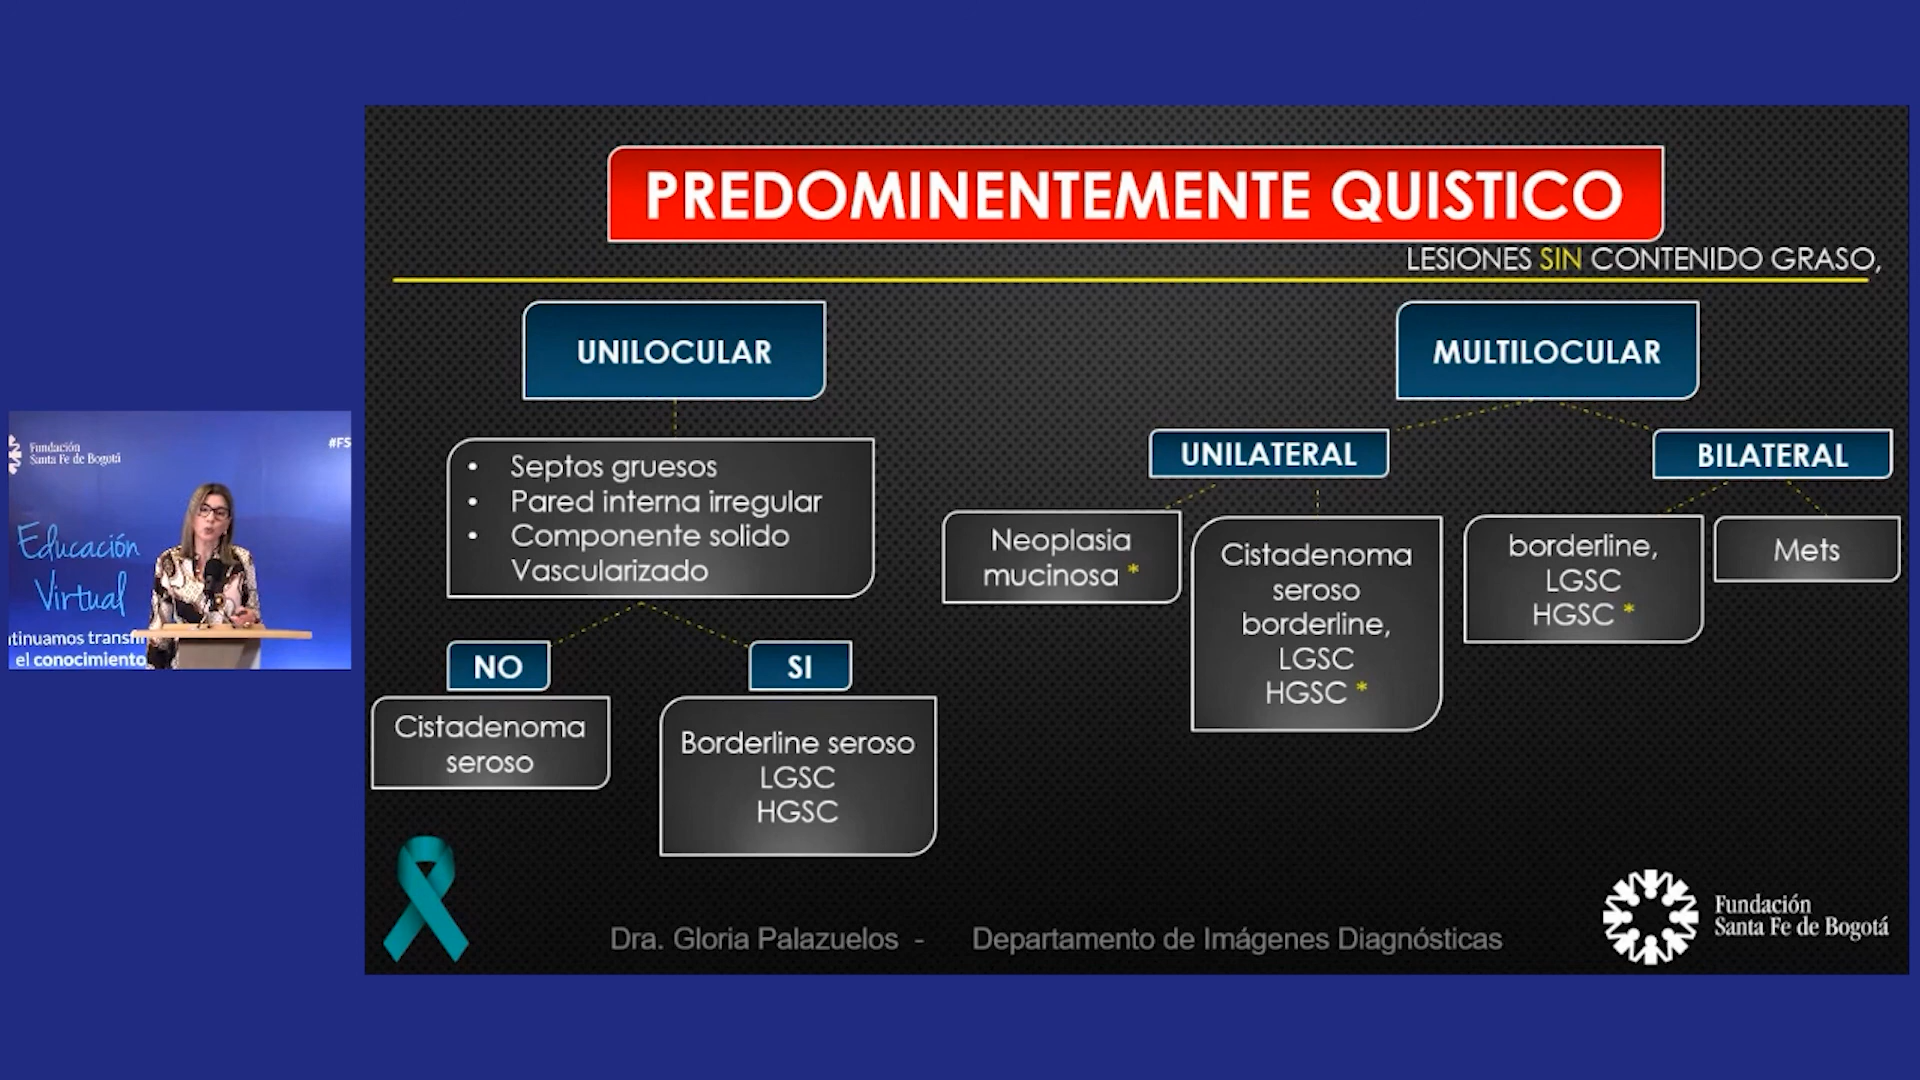 PREDOMINENTEMENTE QUISTICO
LESIONES SIN CONTENIDO GRASO,
UNILOCULAR
MULTILOCULAR
• Septos gruesos
• Pared interna irregular
• Componente solido
Vascularizado
UNILATERAL
BILATERAL
Neoplasia
mucinosa *
Cistadenoma
seroso
borderline,
LGSC
HGSC *
borderline,
LGSC
HGSC *
Mets
NO
SI
Cistadenoma
seroso
Borderline seroso
LGSC
HGSC
Dra. Gloria Palazuelos - Departamento de Imágenes Diagnósticas
Fundación
Santa Fe de Bogotá
Fundación
Santa Fe de Bogotá
#FS
Educación
Virtual
tinuamos transf
el conocimiento